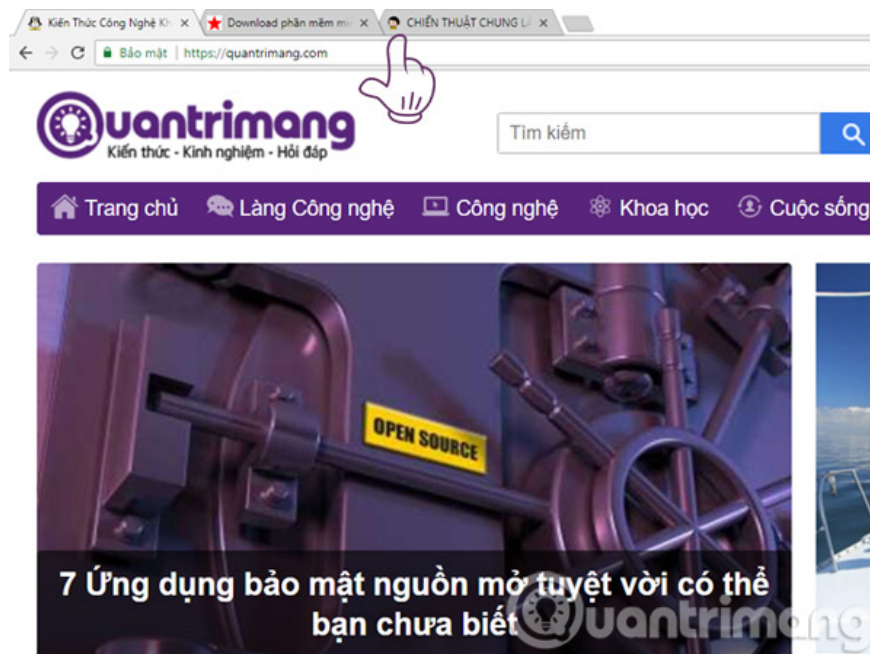 Kiến Thức Công Nghệ Kh
Download phần mềm mi
CHIẾN THUẬT CHUNG L
Bảo mật | https://quantrimang.com
Quantrimang
Kiến thức - Kinh nghiệm - Hỏi đáp
Tìm kiếm
Trang chủ
Làng Công nghệ
Công nghệ
Khoa học
Cuộc sống
OPEN SOURCE
7 Ứng dụng bảo mật nguồn mở tuyệt vời có thể
bạn chưa biết
Quantrimang